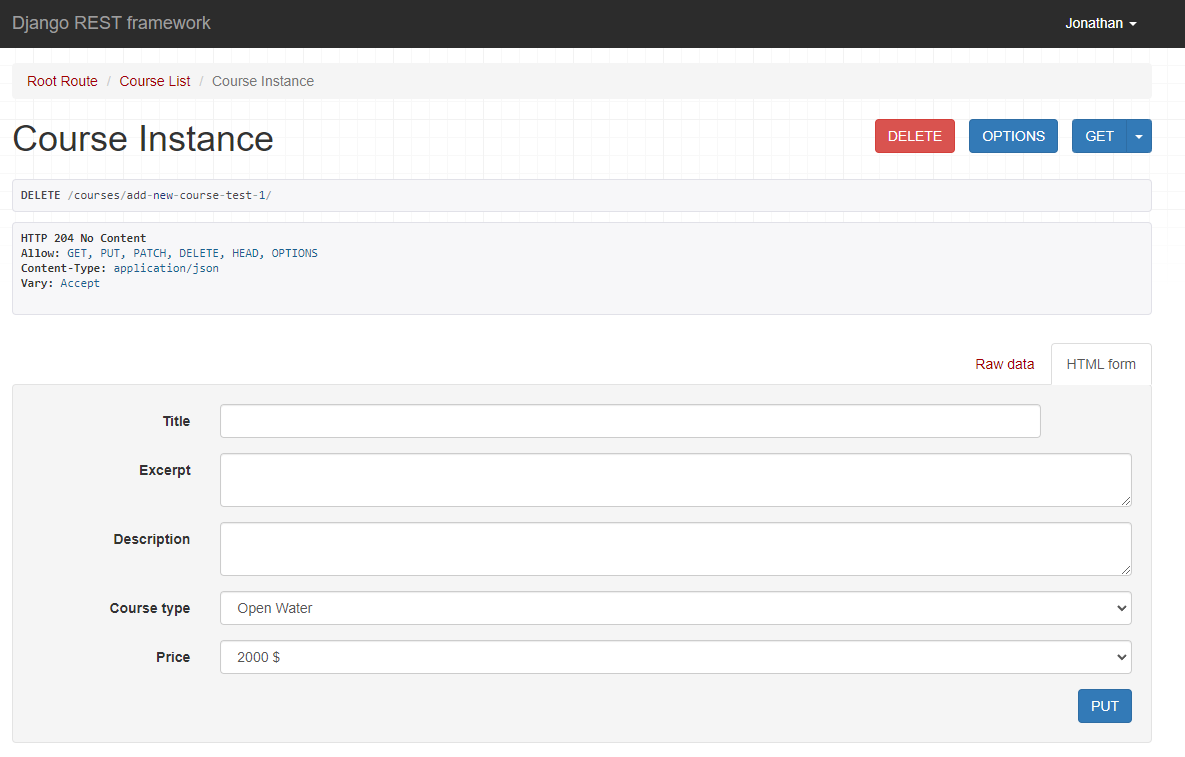 Django REST framework
Jonathan
Root Route / Course List / Course Instance
Course Instance
DELETE
OPTIONS
GET
DELETE /courses/add-new-course-test-1/
HTTP 204 No Content
Allow: GET, PUT, PATCH, DELETE, HEAD, OPTIONS
Content-Type: application/json
Vary: Accept
Raw data
HTML form
Title
Excerpt
Description
Course type
Open Water
Price
2000 $
PUT